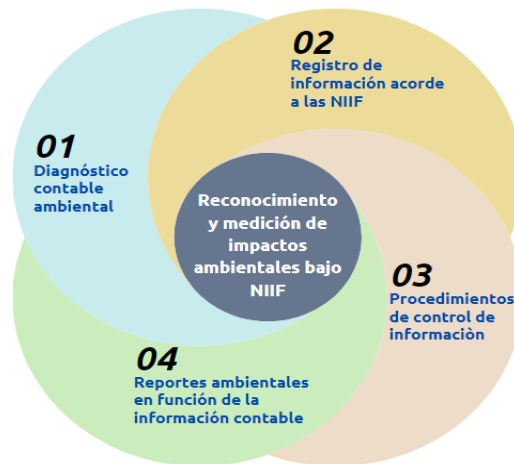 01
Diagnóstico
contable
ambiental
02
Registro de
información acorde
a las NIIF
Reconocimiento
y medición de
impactos
ambientales bajo
NIIF
03
Procedimientos
de control de
informaciòn
04
Reportes ambientales
en función de la
información contable